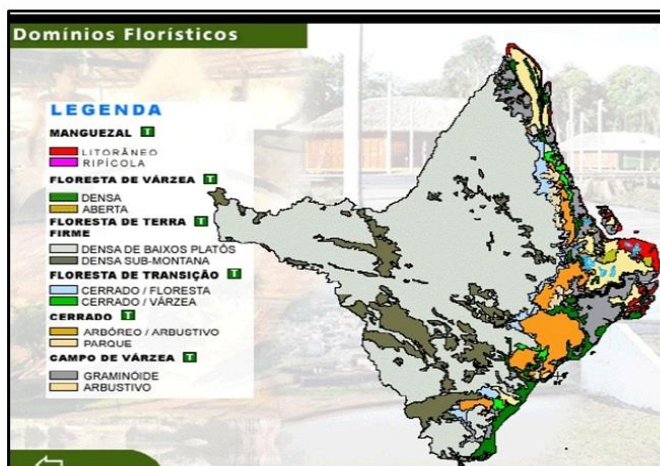 Domínios Florísticos
LEGENDA
MANGUEZAL T
LITORÂNEO
RIPÍCOLA
FLORESTA DE VÁRZEA T
DENSA
ABERTA
FLORESTA DE TERRA T
FIRME
DENSA DE BAIXOS PLATÔS
DENSA SUB-MONTANA
FLORESTA DE TRANSIÇÃO T
CERRADO / FLORESTA
CERRADO / VÁRZEA
CERRADO T
ARBÓREO / ARBUSTIVO
PARQUE
CAMPO DE VÁRZEA T
GRAMINÓIDE
ARBUSTIVO